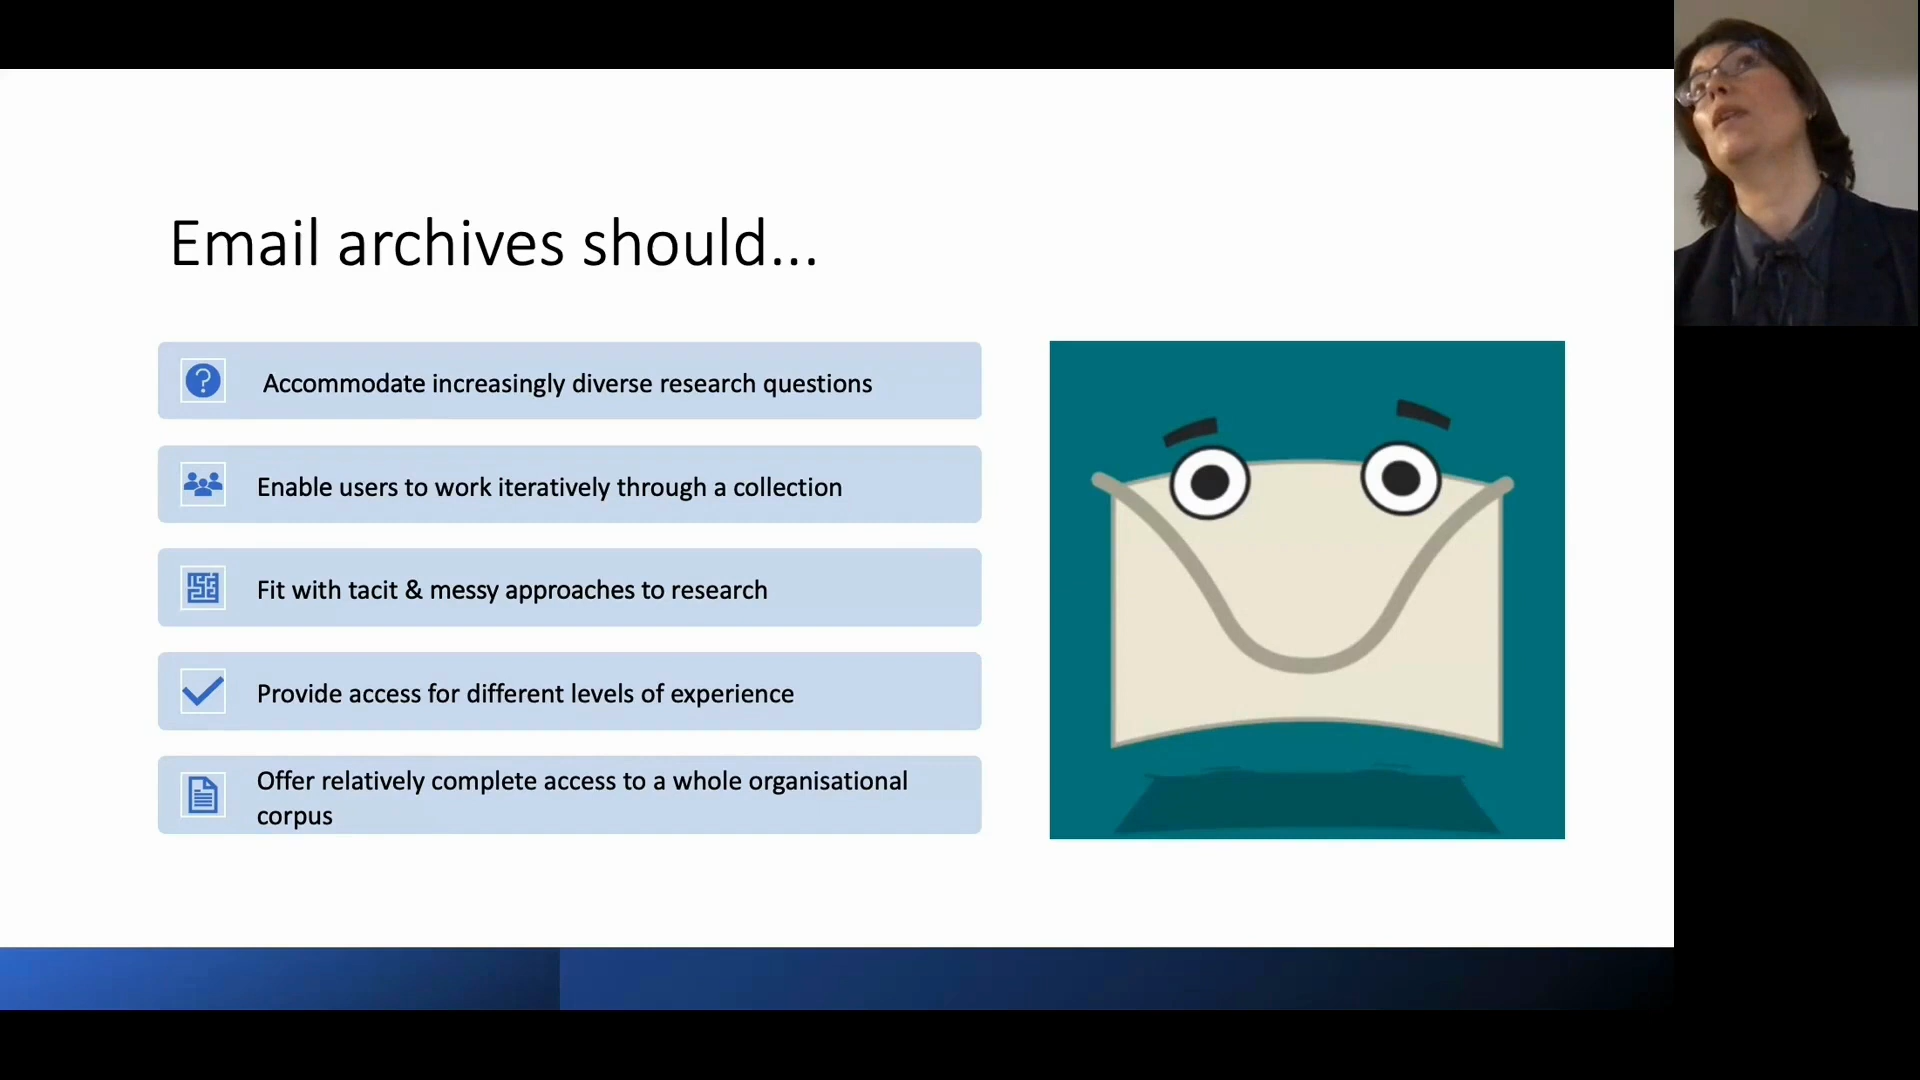 Email archives should...
Accommodate increasingly diverse research questions
Enable users to work iteratively through a collection
Fit with tacit & messy approaches to research
Provide access for different levels of experience
Offer relatively complete access to a whole organisational
corpus